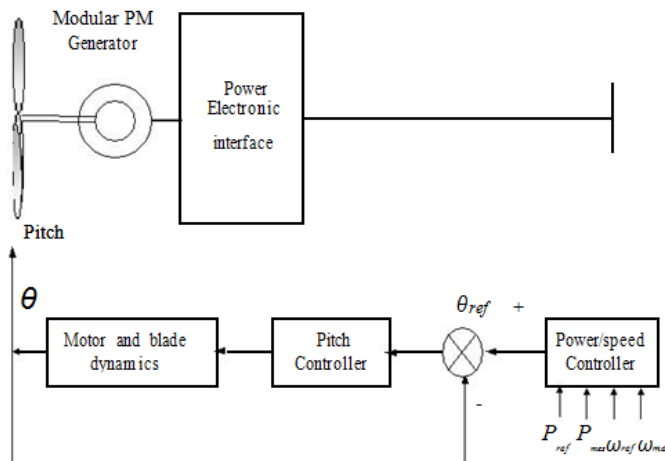 Modular PM
Generator
Power
Electronic
interface
Pitch
θ
Motor and blade
dynamics
Pitch
Controller
θref +
-
Power/speed
Controller
Pref Pmes ωref ωme